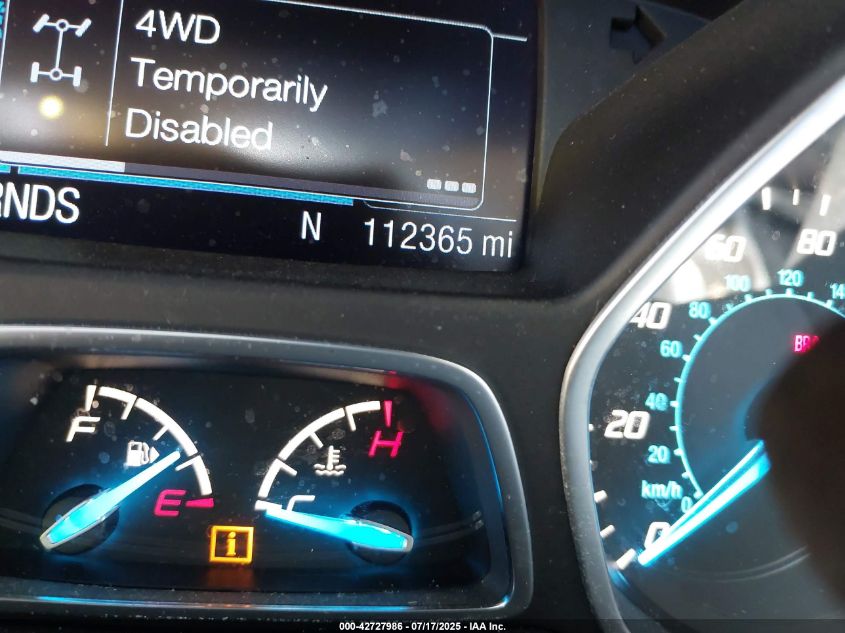 4WD
Temporarily
Disabled
RNDS
N 112365 mi
F
E
C
H
0 20 40 60 80
km/h
0 20 40 60 80 100 120
i
000-42727986 - 07/17/2025 - IAA Inc.